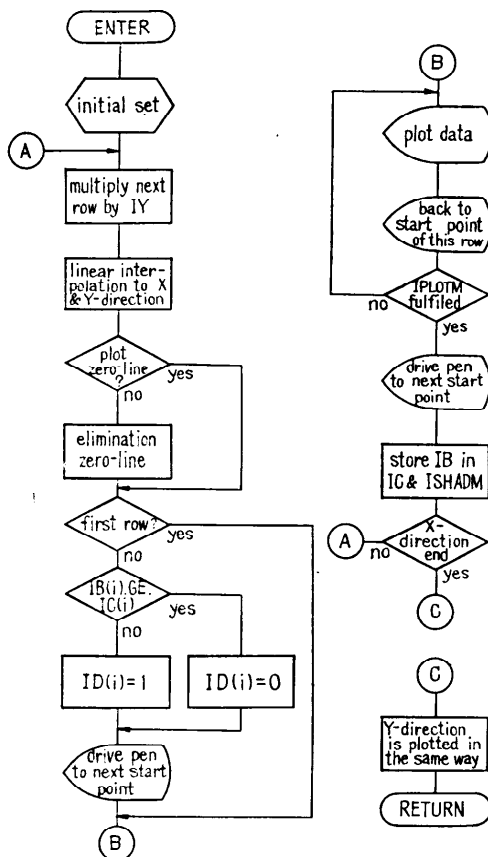 ENTER
initial set
A
multiply next
row by IY
linear inter-
polation to X
& Y-direction
plot
zero-line
?
yes
no
elimination
zero-line
first row?
yes
no
IB(i).GE.
IC(i)
yes
no
ID(i)=1
ID(i)=0
drive pen
to next start
point
B
B
plot data
back to
start point
of this row
IPLOTM
fulfiled
no
yes
drive pen
to next start
point
store IB in
IC & ISHADM
X-
direction
end
A
no
yes
C
C
Y-direction
is plotted in
the same way
RETURN